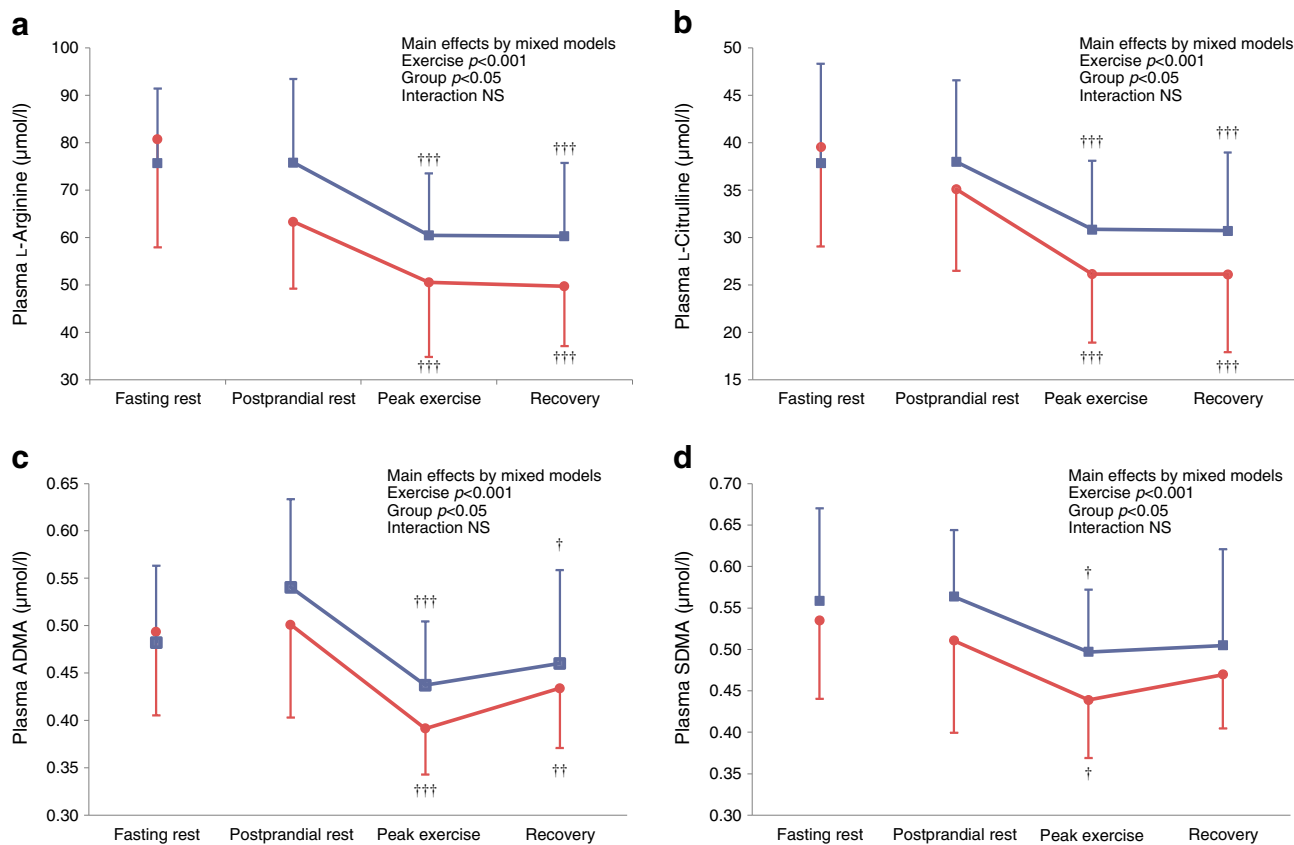 a
Plasma L-Arginine (μmol/l)
100
90
80
70
60
50
40
30
Main effects by mixed models
Exercise p<0.001
Group p<0.05
Interaction NS
†††
†††
†††
†††
Fasting rest Postprandial rest Peak exercise Recovery
b
Plasma L-Citrulline (μmol/l)
50
45
40
35
30
25
20
15
Main effects by mixed models
Exercise p<0.001
Group p<0.05
Interaction NS
†††
†††
†††
†††
Fasting rest Postprandial rest Peak exercise Recovery
c
Plasma ADMA (μmol/l)
0.65
0.60
0.55
0.50
0.45
0.40
0.35
0.30
Main effects by mixed models
Exercise p<0.001
Group p<0.05
Interaction NS
†
†††
††
†††
Fasting rest Postprandial rest Peak exercise Recovery
d
Plasma SDMA (μmol/l)
0.70
0.65
0.60
0.55
0.50
0.45
0.40
0.35
0.30
Main effects by mixed models
Exercise p<0.001
Group p<0.05
Interaction NS
†
†
Fasting rest Postprandial rest Peak exercise Recovery